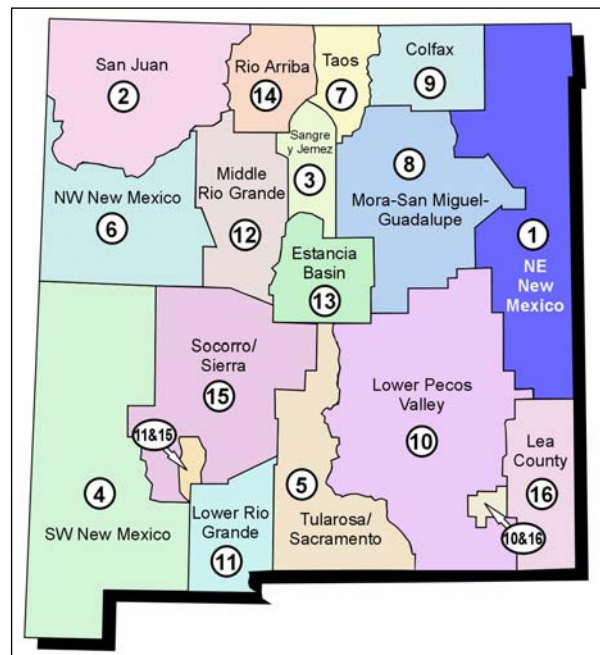 San Juan
2
Rio Arriba
14
Taos
7
Colfax
9
Sangre
y Jemez
3
8
Mora-San Miguel-
Guadalupe
NW New Mexico
6
Middle
Rio Grande
12
1
NE
New
Mexico
Estancia
Basin
13
Socorro/
Sierra
15
Lower Pecos
Valley
10
11&15
Lea
County
16
4
SW New Mexico
5
Tularosa/
Sacramento
Lower Rio
Grande
11
10&16